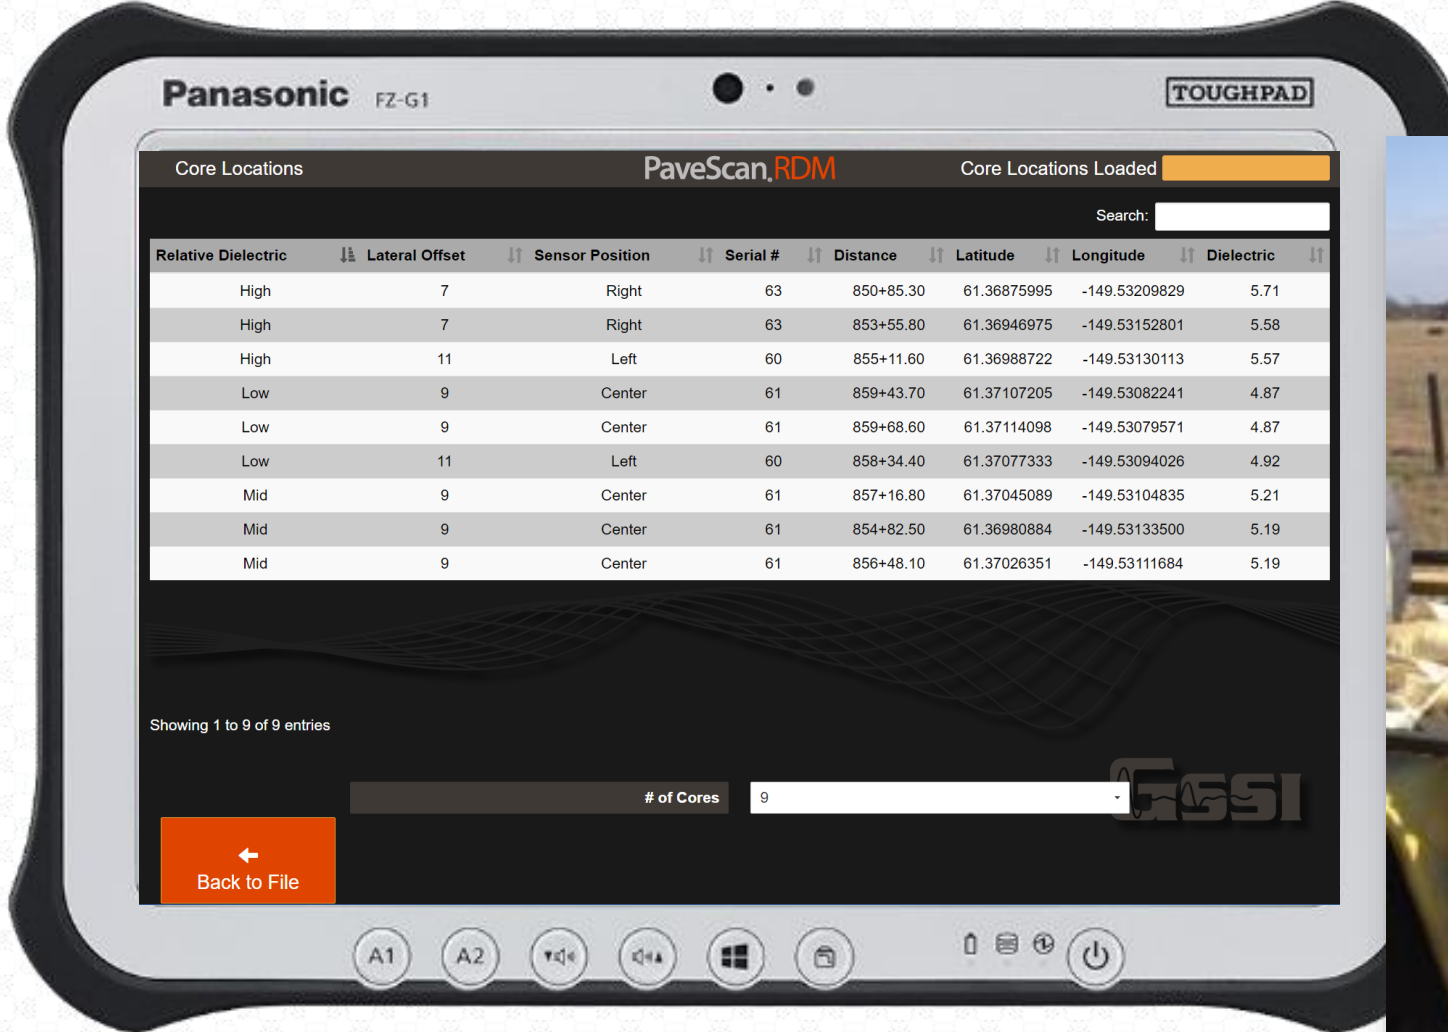 Panasonic FZ-G1 TOUGHPAD
Core Locations PaveScan.RDM Core Locations Loaded
Search:
Relative Dielectric Lateral Offset Sensor Position Serial # Distance Latitude Longitude Dielectric
High 7 Right 63 850+85.30 61.36875995 -149.53209829 5.71
High 7 Right 63 853+55.80 61.36946975 -149.53152801 5.58
High 11 Left 60 855+11.60 61.36988722 -149.53130113 5.57
Low 9 Center 61 859+43.70 61.37107205 -149.53082241 4.87
Low 9 Center 61 859+68.60 61.37114098 -149.53079571 4.87
Low 11 Left 60 858+34.40 61.37077333 -149.53094026 4.92
Mid 9 Center 61 857+16.80 61.37045089 -149.53104835 5.21
Mid 9 Center 61 854+82.50 61.36980884 -149.53133500 5.19
Mid 9 Center 61 856+48.10 61.37026351 -149.53111684 5.19
Showing 1 to 9 of 9 entries
# of Cores 9
GSSI
Back to File
A1 A2